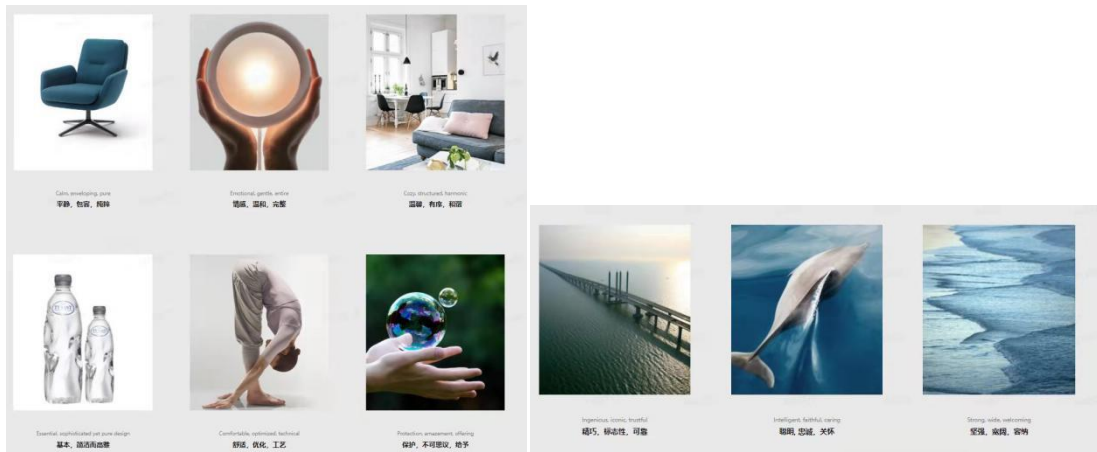 Calm, enveloping, pure
平静，包容，纯粹
Emotional, gentle, entire
情感，温和，完整
Cozy, structured, harmonic
温馨，有序，和谐
Essential, sophisticated yet pure design
基本，简洁而高雅
Comfortable, optimized, technical
舒适，优化，工艺
Protection, amazement, offering
保护，不可思议，给予
Ingenious, iconic, trustful
精巧，标志性，可靠
Intelligent, faithful, caring
聪明, 忠诚，关怀
Strong, wide, welcoming
坚强，宽阔，容纳